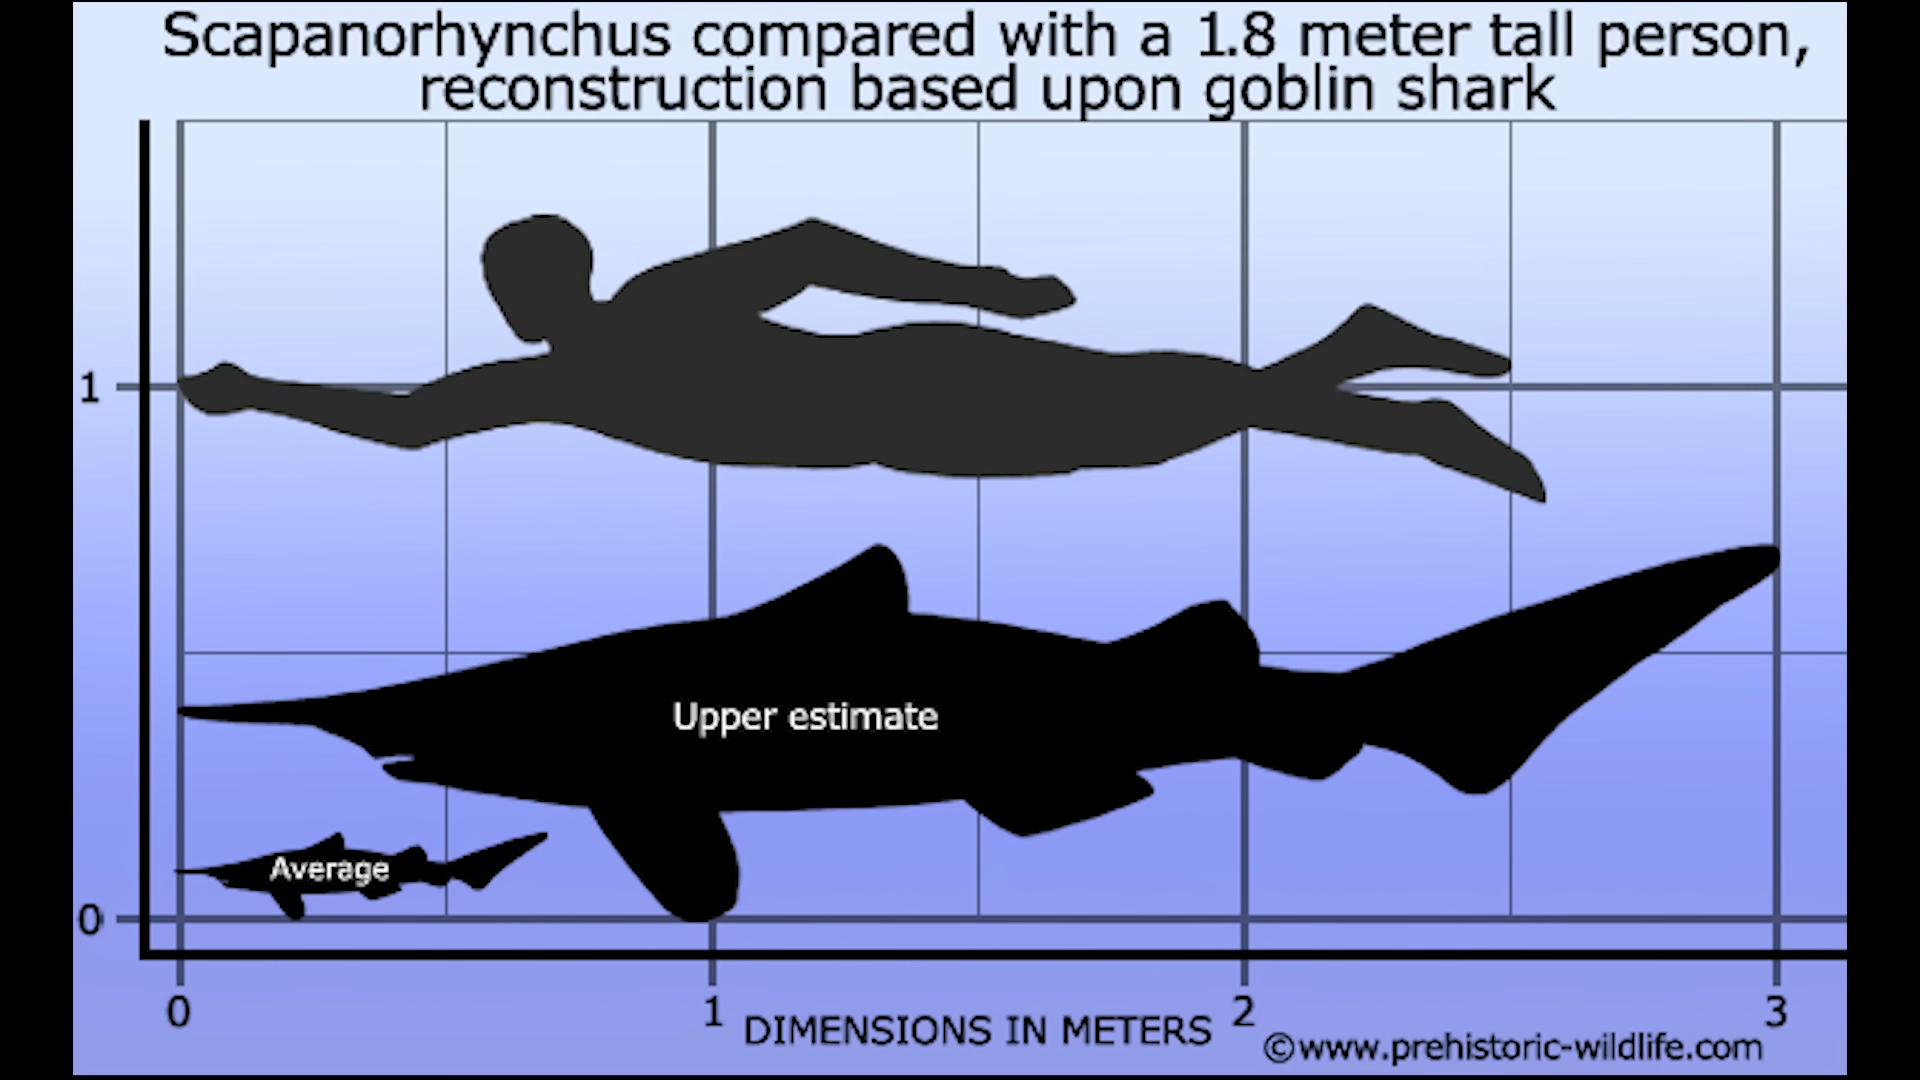 Scapanorhynchus compared with a 1.8 meter tall person,
reconstruction based upon goblin shark
1
Upper estimate
Average
0
0 1 2 3
DIMENSIONS IN METERS
©www.prehistoric-wildlife.com